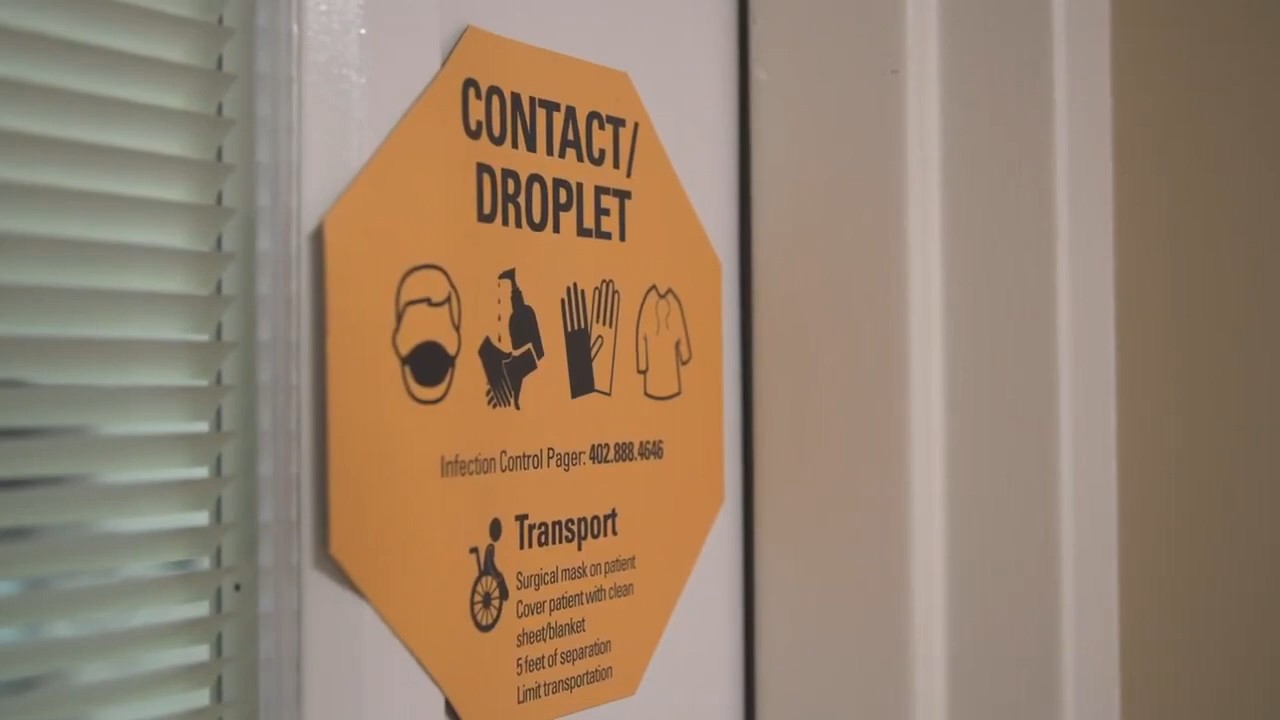 CONTACT/
DROPLET
Infection Control Pager: 402.888.4646
Transport
Surgical mask on patient
Cover patient with clean
sheet/blanket
5 feet of separation
Limit transportation